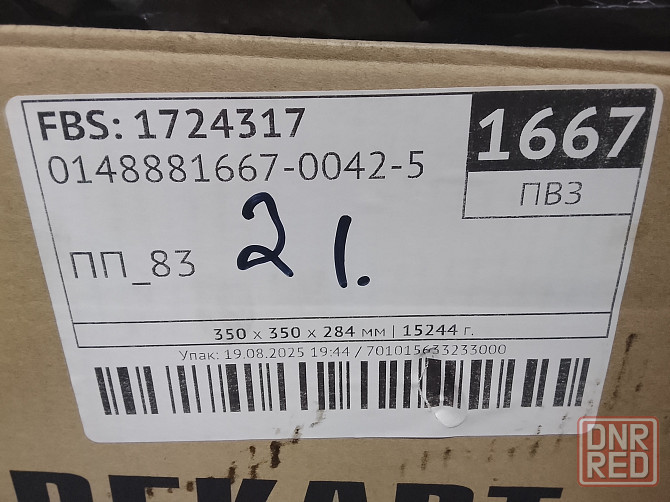 FBS: 1724317
1667
0148881667-0042-5
ПВЗ
ПП_83
21.
350 x 350 x 284 мм | 15244 г.
Упак: 19.08.2025 19:44 / 701015633233000
DNR
RED